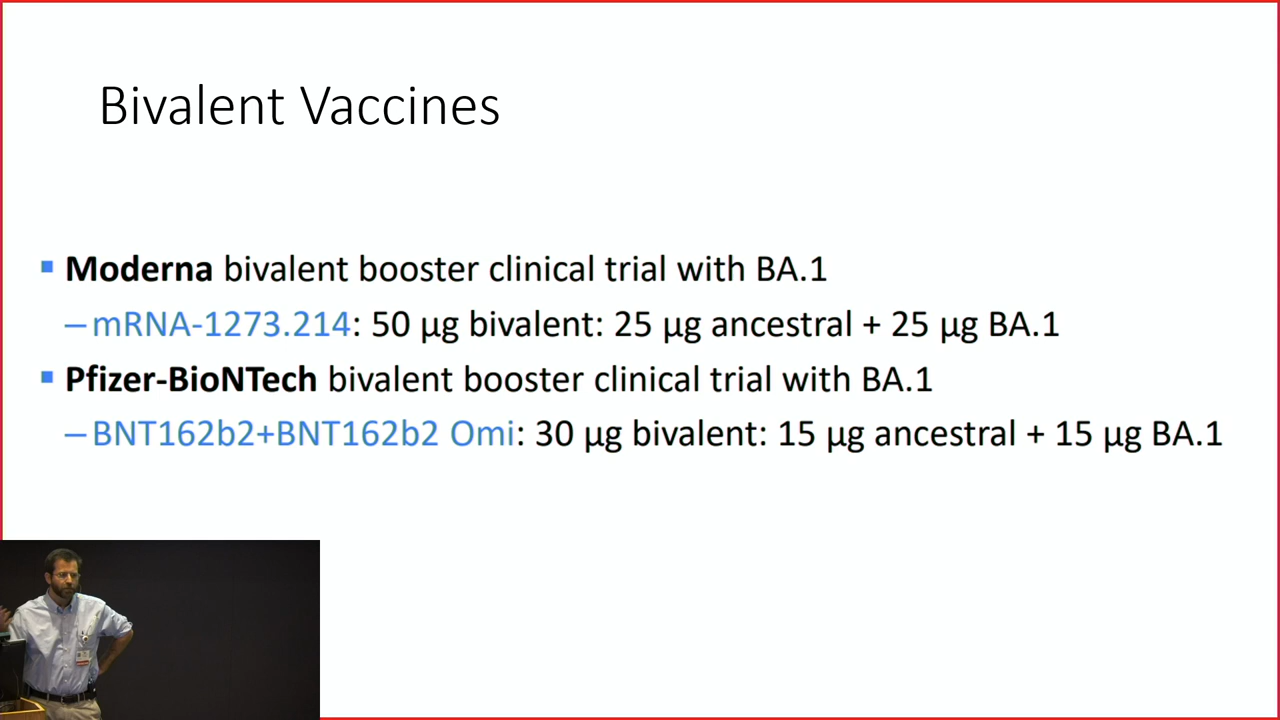 Bivalent Vaccines
▪ Moderna bivalent booster clinical trial with BA.1
–mRNA-1273.214: 50 µg bivalent: 25 µg ancestral + 25 µg BA.1
▪ Pfizer-BioNTech bivalent booster clinical trial with BA.1
–BNT162b2+BNT162b2 Omi: 30 µg bivalent: 15 µg ancestral + 15 µg BA.1